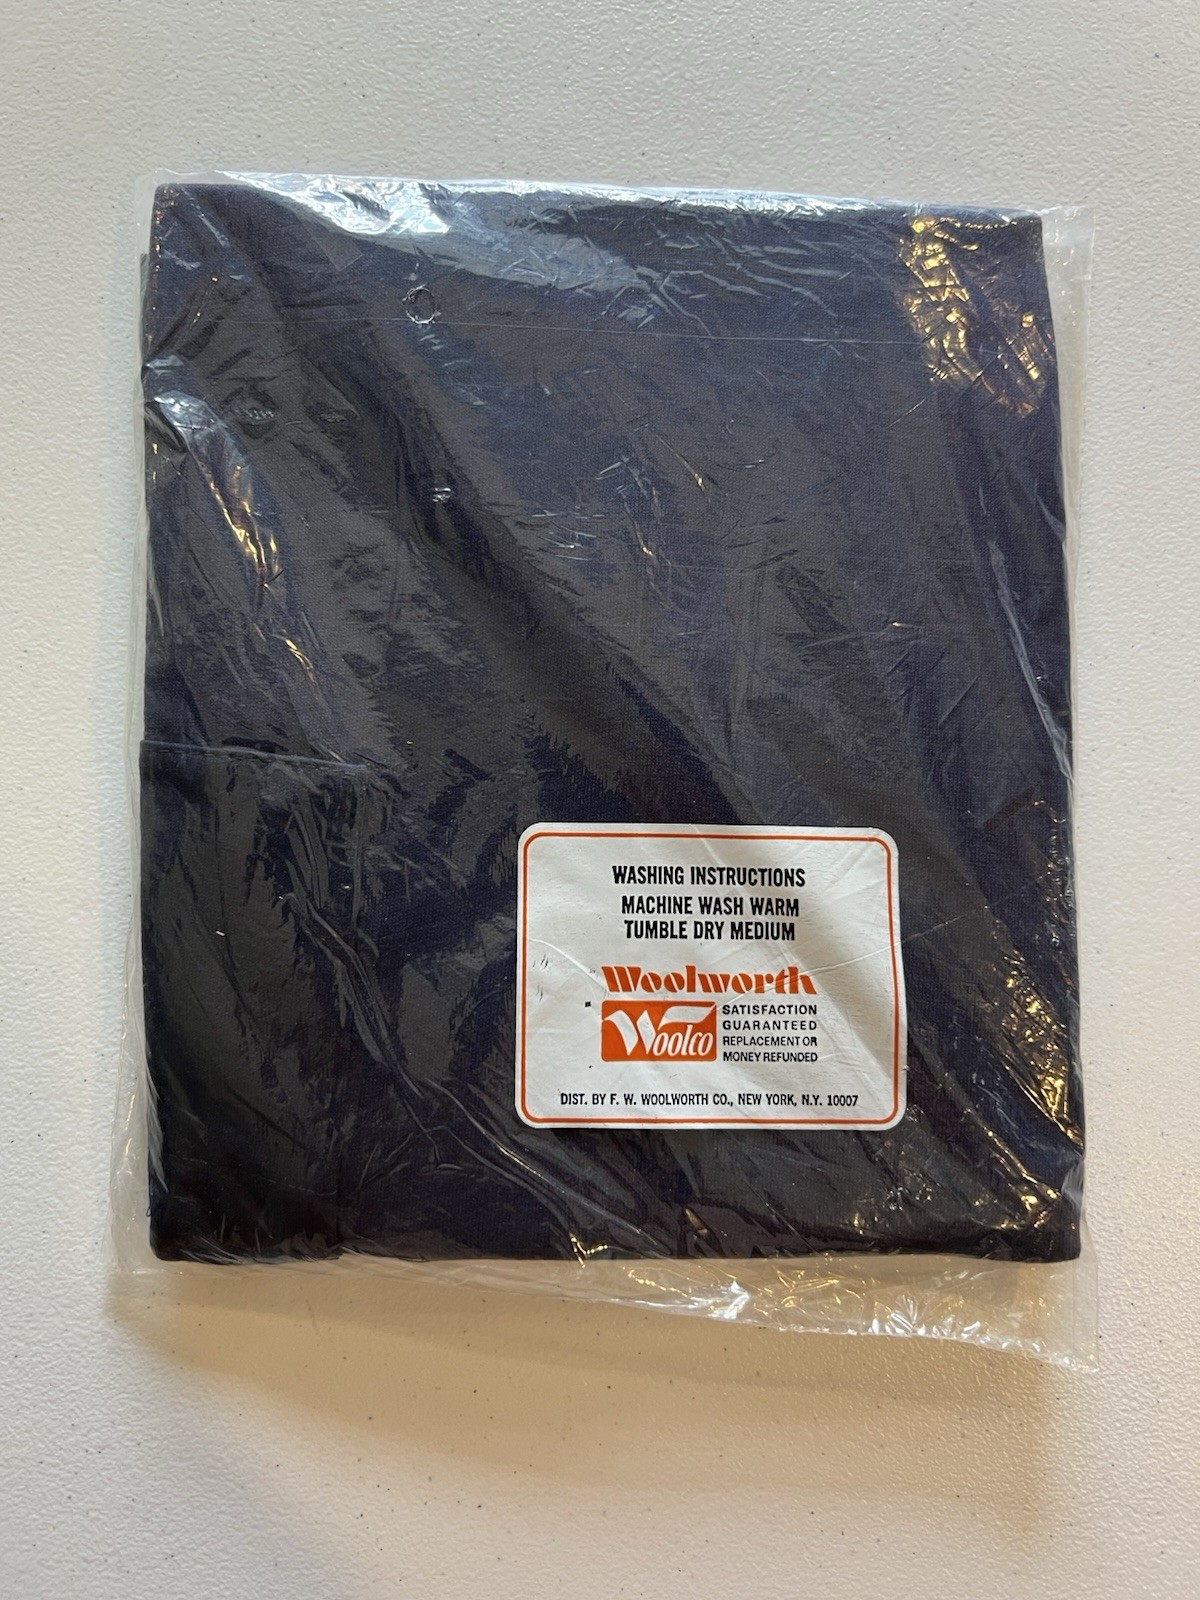 WASHING INSTRUCTIONS
MACHINE WASH WARM
TUMBLE DRY MEDIUM
Woolworth
Woolco
SATISFACTION
GUARANTEED
REPLACEMENT OR
MONEY REFUNDED
DIST. BY F. W. WOOLWORTH CO., NEW YORK, N.Y. 10007